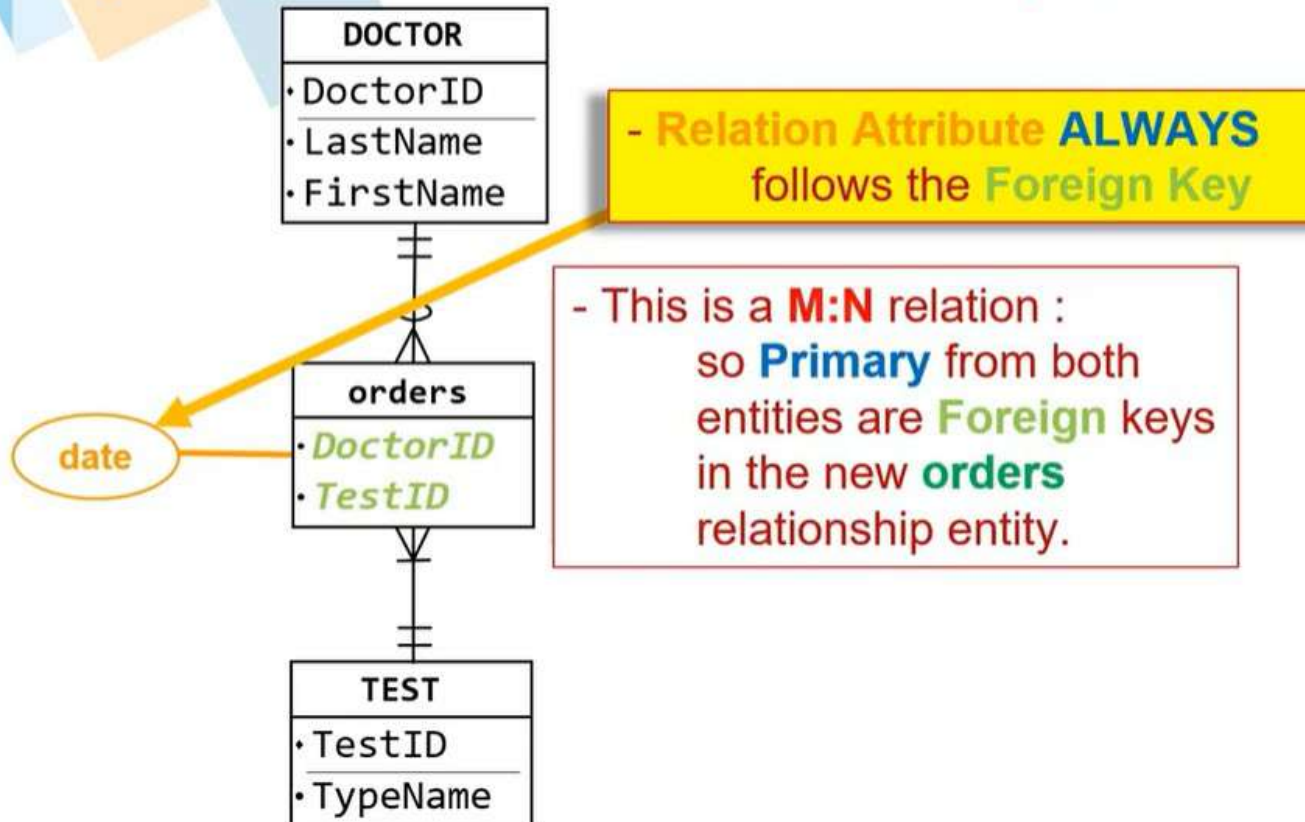 DOCTOR
· DoctorID
· LastName
· FirstName
- Relation Attribute ALWAYS
follows the Foreign Key
- This is a M:N relation :
so Primary from both
entities are Foreign keys
in the new orders
relationship entity.
orders
· DoctorID
· TestID
date
TEST
· TestID
· TypeName